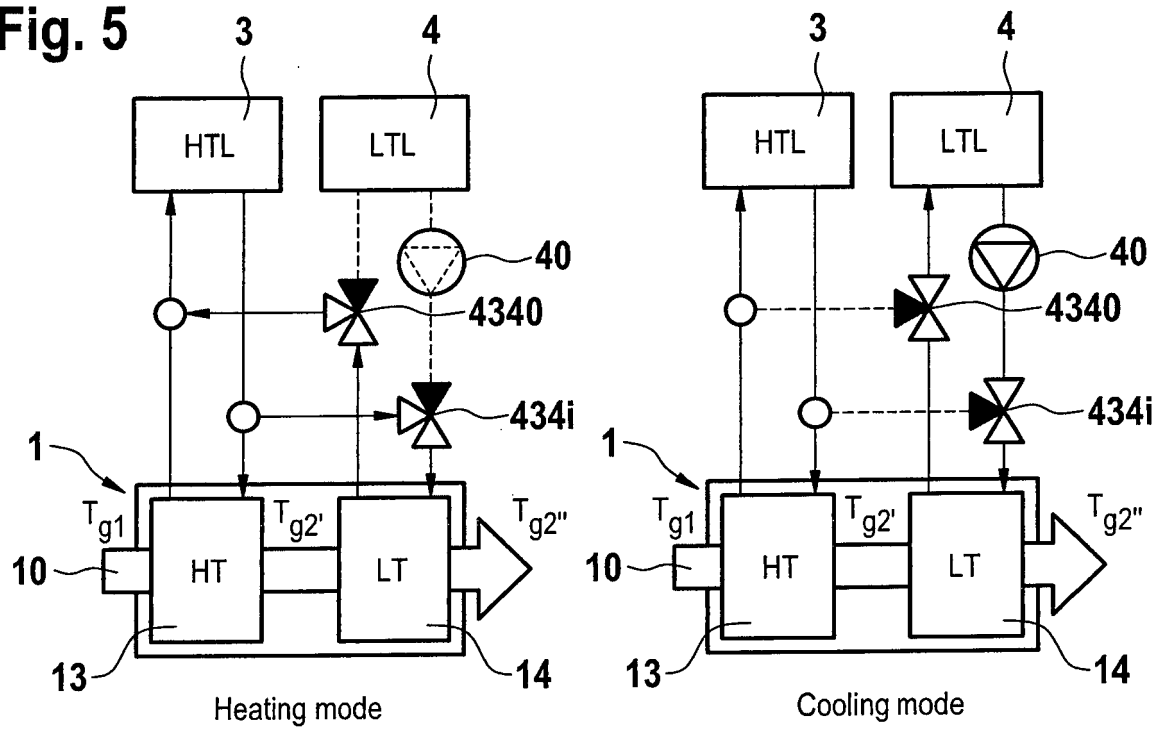 Fig. 5
3
4
3
4
HTL
LTL
HTL
LTL
40
40
4340
4340
434i
434i
1
1
Tg1
Tg2'
Tg2"
Tg1
Tg2'
Tg2"
10
HT
LT
10
HT
LT
13
14
13
14
Heating mode
Cooling mode